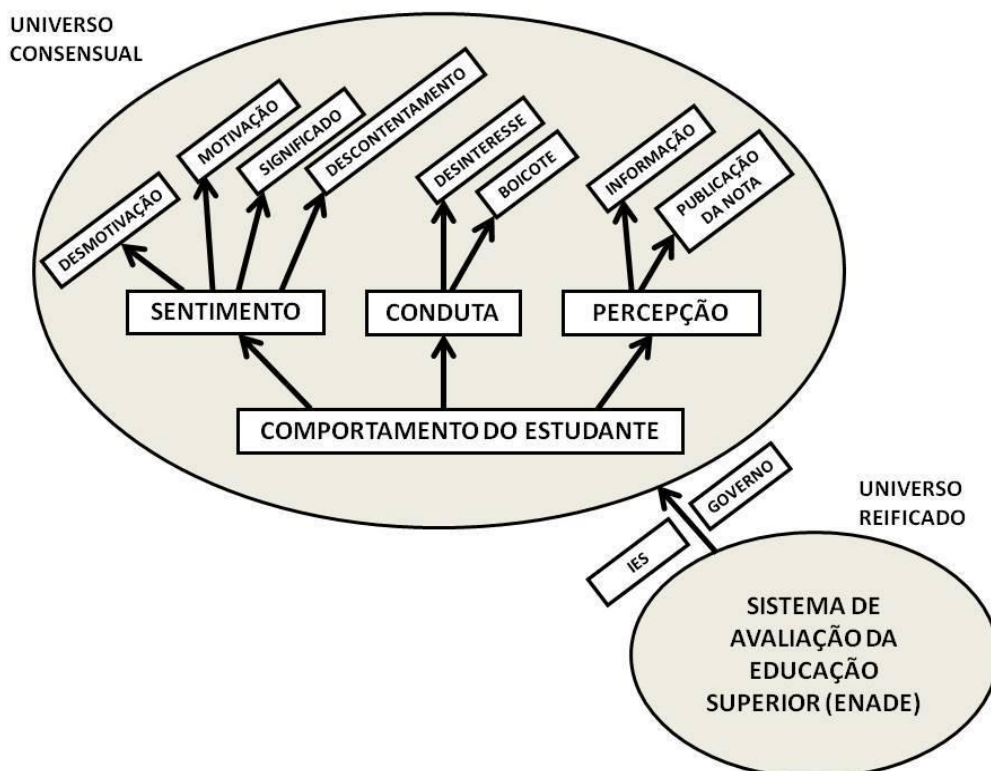 UNIVERSO
CONSENSUAL
DESMOTIVAÇÃO
MOTIVAÇÃO
SIGNIFICADO
DESCONTENTAMENTO
DESINTERESSE
BOICOTE
INFORMAÇÃO
PUBLICAÇÃO
DA NOTA
SENTIMENTO
CONDUTA
PERCEPÇÃO
COMPORTAMENTO DO ESTUDANTE
IES
GOVERNO
UNIVERSO
REIFICADO
SISTEMA DE
AVALIAÇÃO DA
EDUCAÇÃO
SUPERIOR (ENADE)